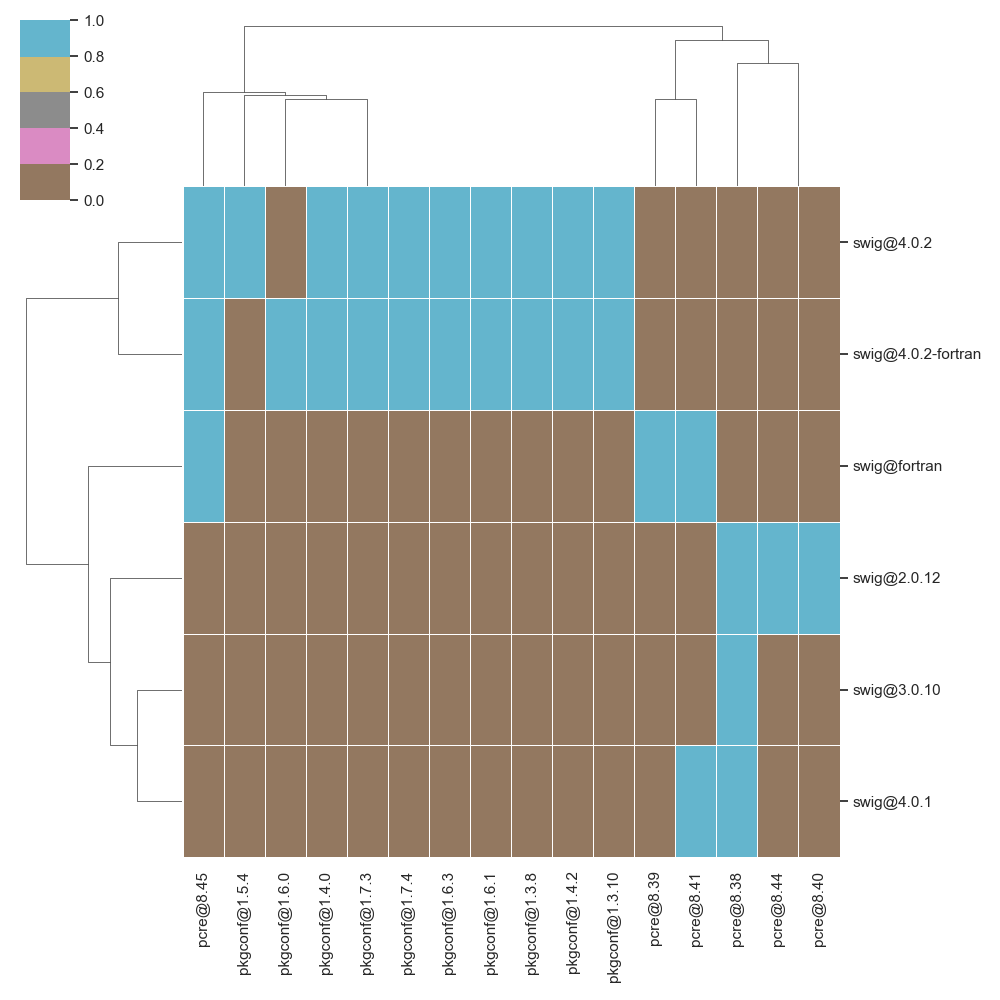 1.0
0.8
0.6
0.4
0.2
0.0
swig@4.0.2
swig@4.0.2-fortran
swig@fortran
swig@2.0.12
swig@3.0.10
swig@4.0.1
pcre@8.45
pkgconf@1.5.4
pkgconf@1.6.0
pkgconf@1.4.0
pkgconf@1.7.3
pkgconf@1.7.4
pkgconf@1.6.3
pkgconf@1.6.1
pkgconf@1.3.8
pkgconf@1.4.2
pkgconf@1.3.10
pcre@8.39
pcre@8.41
pcre@8.38
pcre@8.44
pcre@8.40